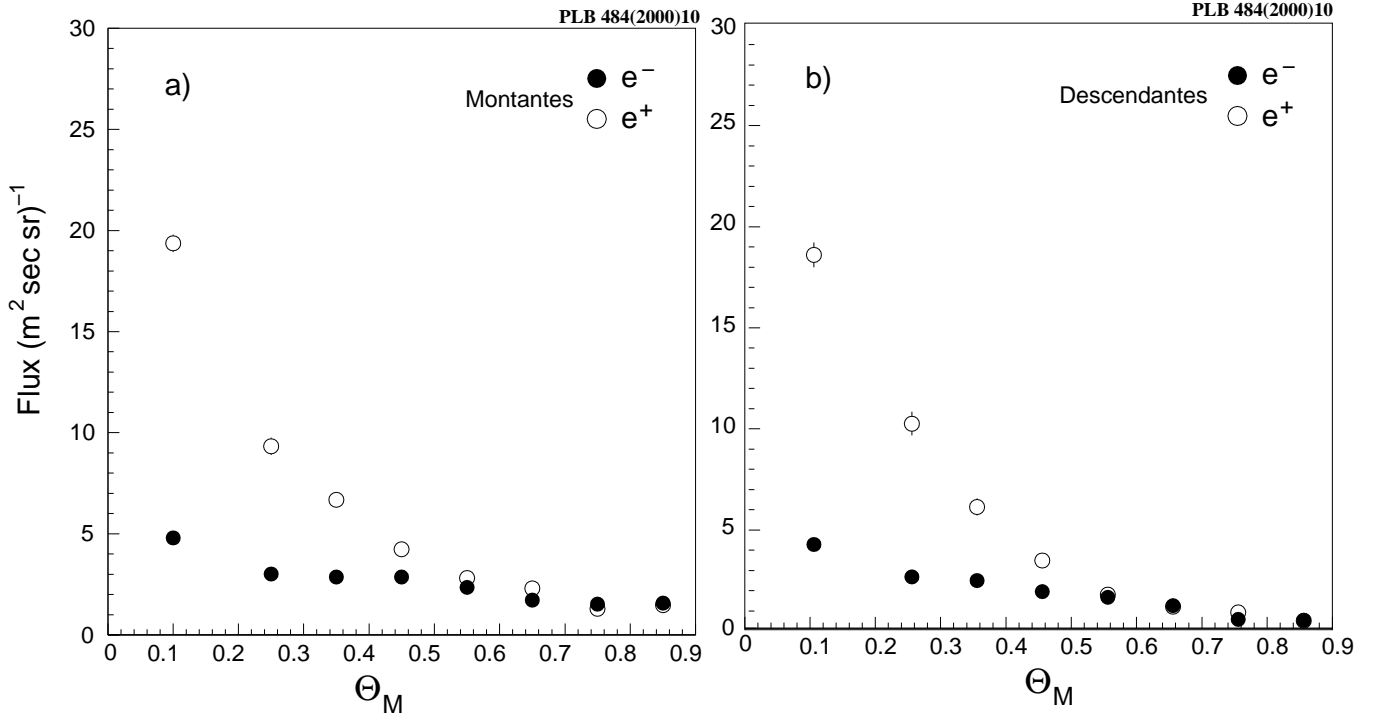 PLB 484(2000)10
a)
Montantes
e⁻
e⁺
Flux (m² sec sr)⁻¹
30
25
20
15
10
5
0
0 0.1 0.2 0.3 0.4 0.5 0.6 0.7 0.8 0.9
Θ_M
PLB 484(2000)10
b)
Descendantes
e⁻
e⁺
30
25
20
15
10
5
0
0 0.1 0.2 0.3 0.4 0.5 0.6 0.7 0.8 0.9
Θ_M